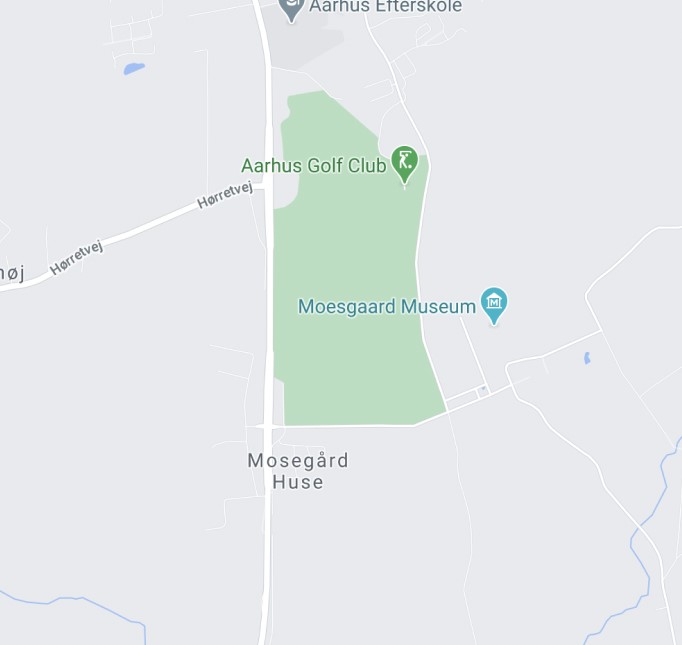 Aarhus Efterskole
Aarhus Golf Club
Hørretvej
Hørretvej
høj
Moesgaard Museum
M
Mosegård
Huse